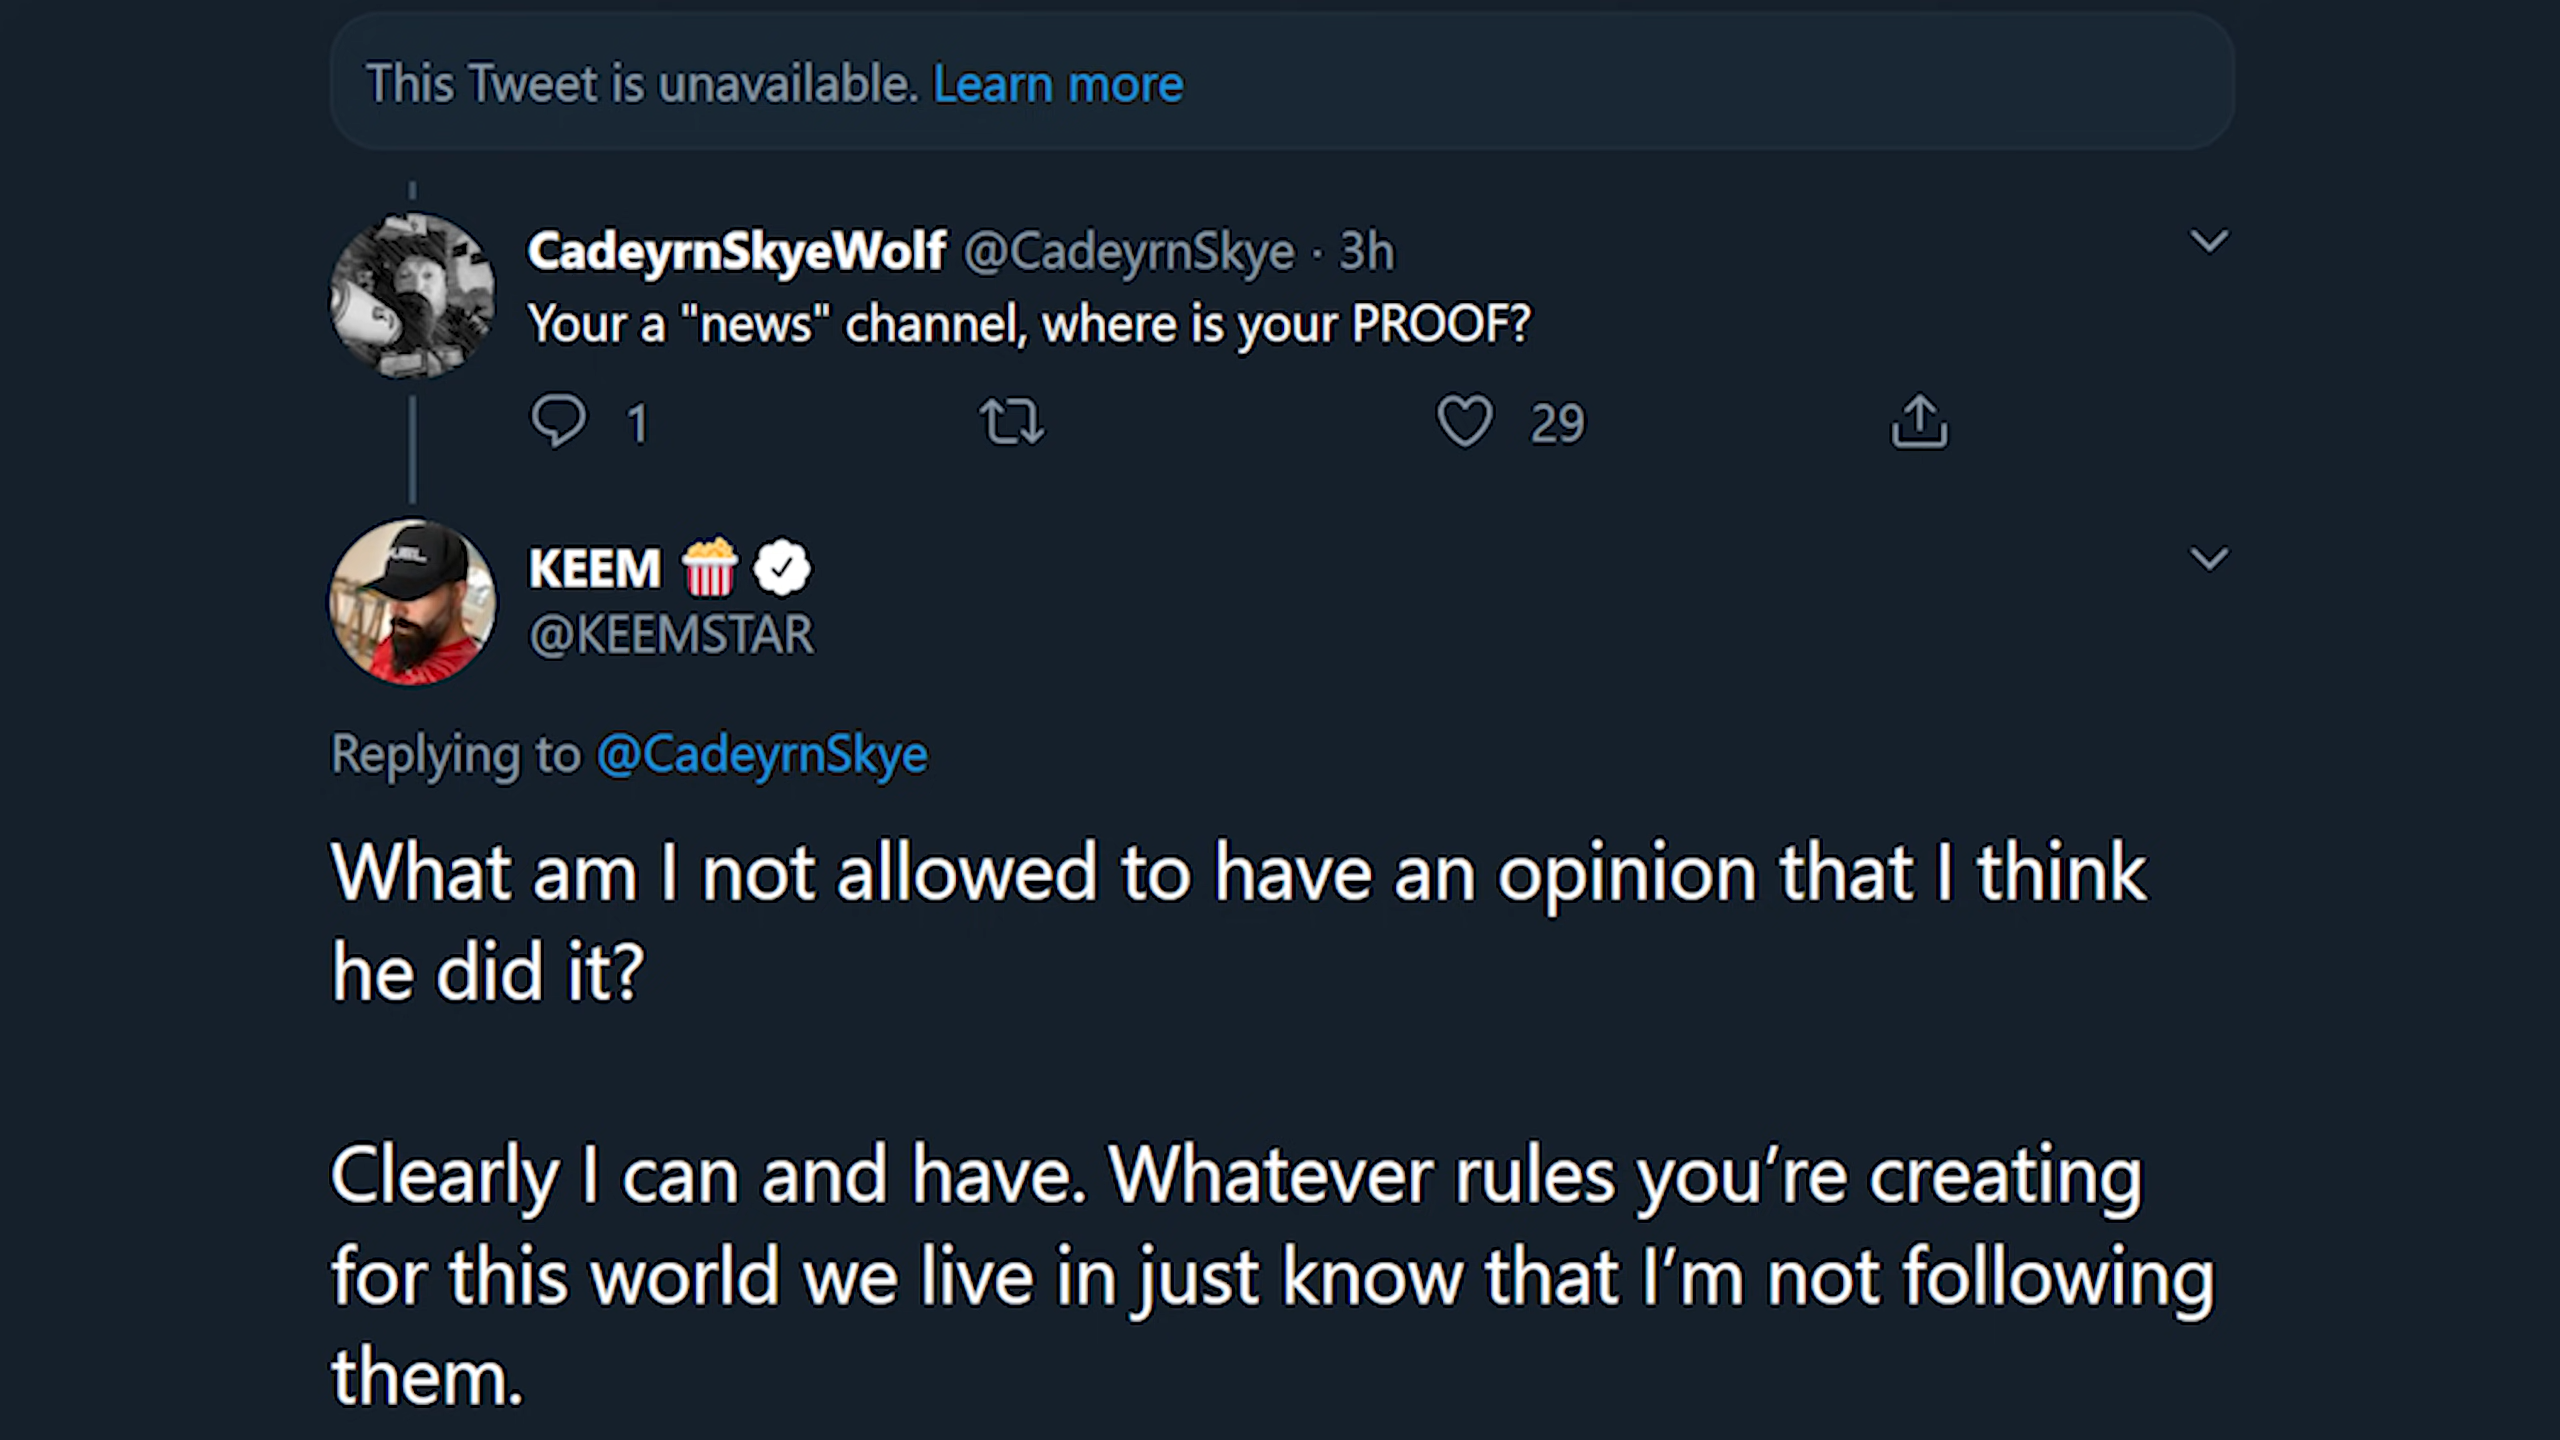 This Tweet is unavailable. Learn more
CadeyrnSkyeWolf @CadeyrnSkye · 3h
Your a "news" channel, where is your PROOF?
1 29
KEEM 🍿
@KEEMSTAR
Replying to @CadeyrnSkye
What am I not allowed to have an opinion that I think
he did it?
Clearly I can and have. Whatever rules you’re creating
for this world we live in just know that I’m not following
them.